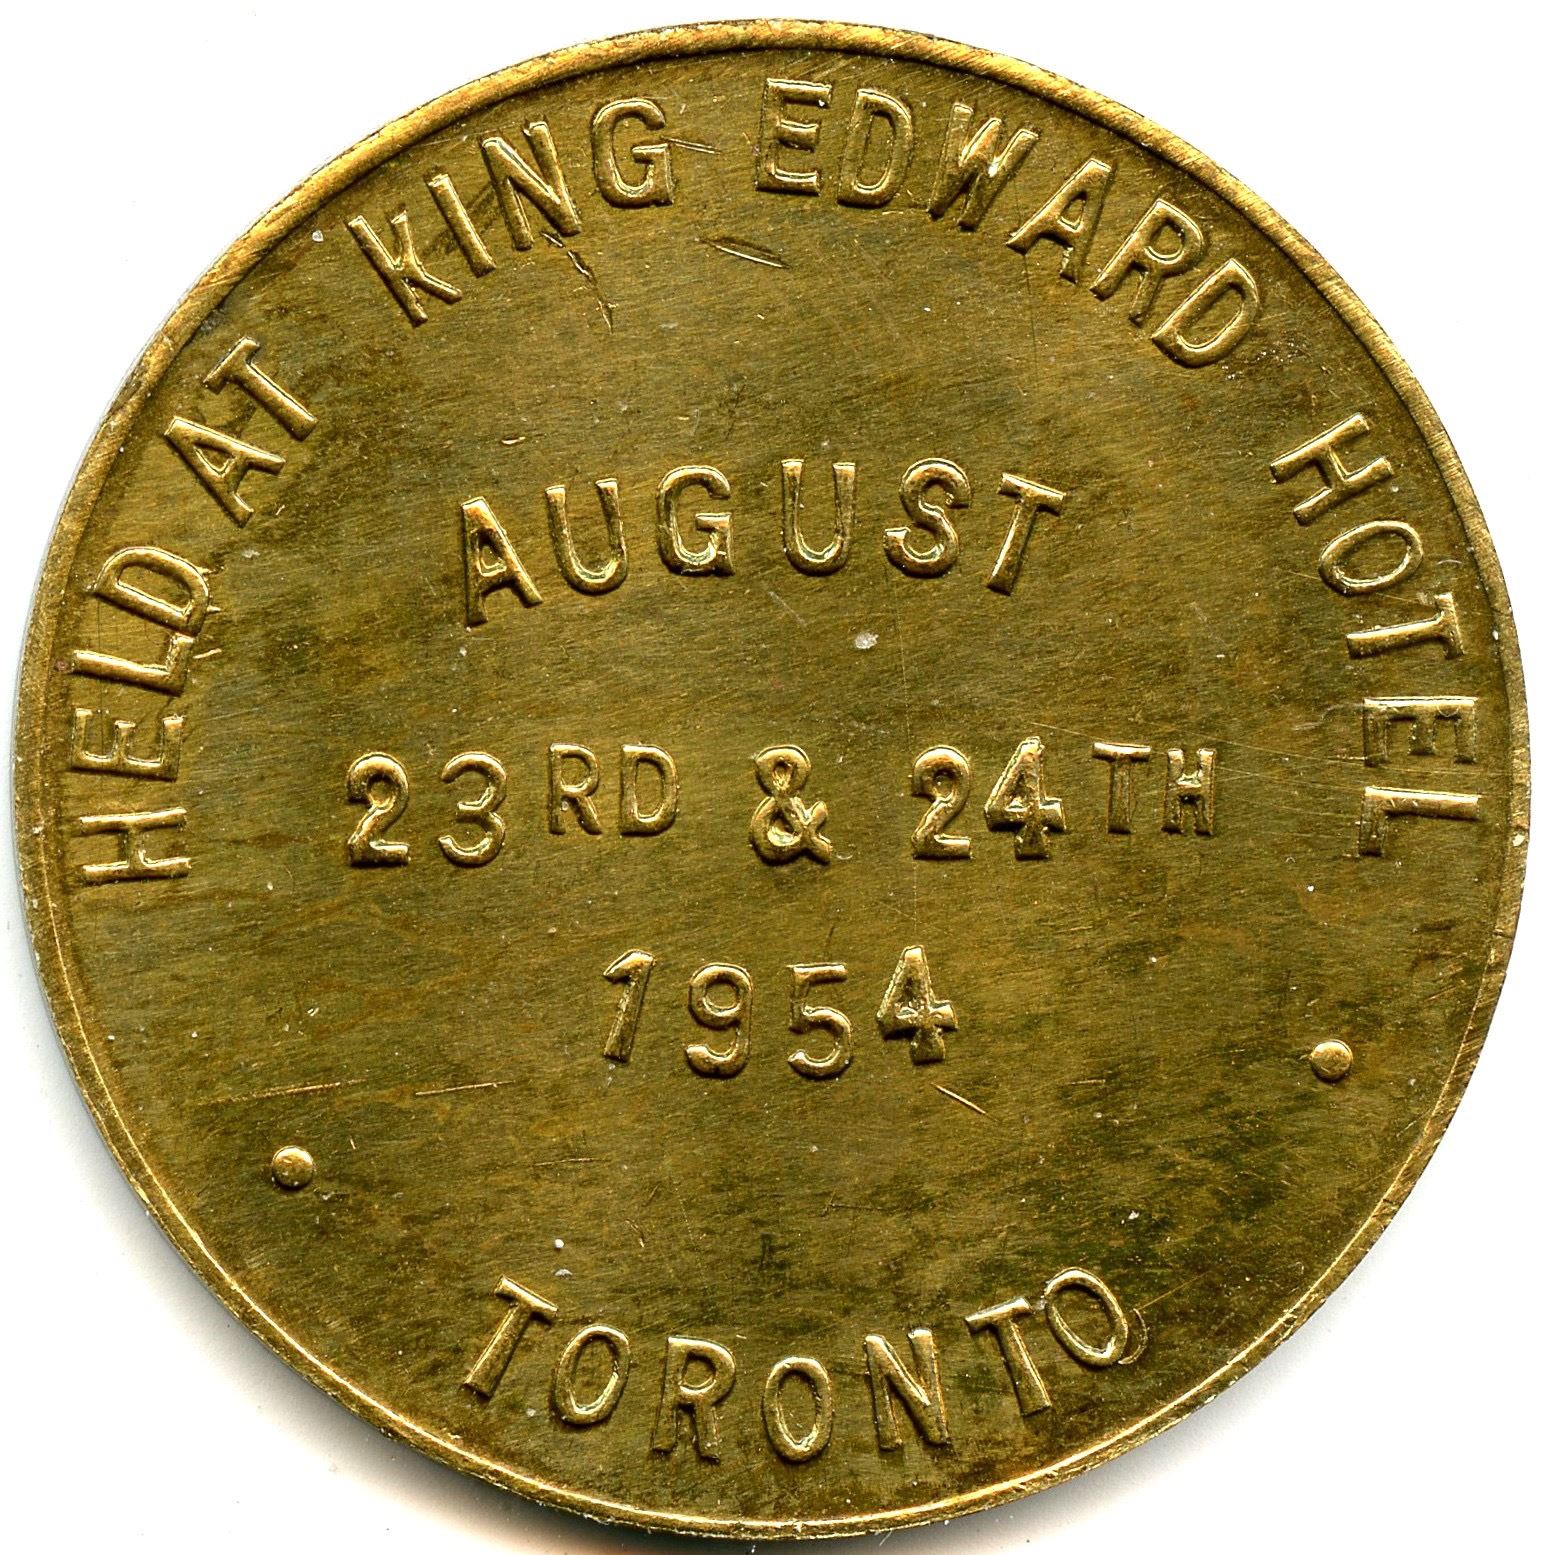 HELD AT KING EDWARD HOTEL
AUGUST
23RD & 24TH
1954
TORONTO